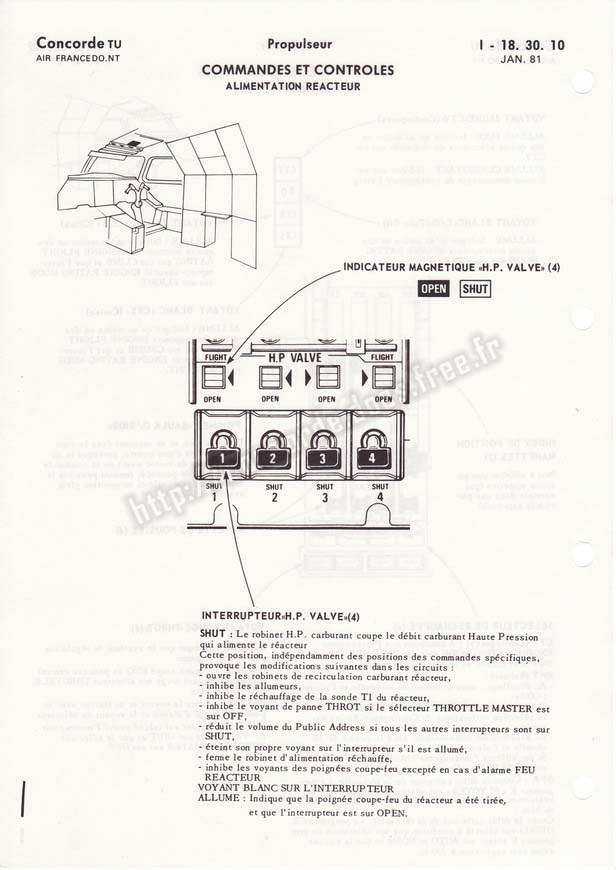 Concorde TU
Propulseur
I - 18. 30. 10
AIR FRANCE DO.NT
JAN. 81
COMMANDES ET CONTROLES
ALIMENTATION REACTEUR
INDICATEUR MAGNETIQUE «H.P. VALVE» (4)
OPEN SHUT
FLIGHT H.P VALVE FLIGHT
OPEN OPEN OPEN OPEN
1 2 3 4
SHUT SHUT SHUT SHUT
1 2 3 4
INTERRUPTEUR«H.P. VALVE»(4)
SHUT : Le robinet H.P. carburant coupe le débit carburant Haute Pression
qui alimente le réacteur
Cette position, indépendamment des positions des commandes spécifiques,
provoque les modifications suivantes dans les circuits :
- ouvre les robinets de recirculation carburant réacteur,
- inhibe les allumeurs,
- inhibe le réchauffage de la sonde T1 du réacteur,
- inhibe le voyant de panne THROT si le sélecteur THROTTLE MASTER est
sur OFF,
- réduit le volume du Public Address si tous les autres interrupteurs sont sur
SHUT,
- éteint son propre voyant sur l'interrupteur s'il est allumé,
- ferme le robinet d'alimentation réchauffe,
- inhibe les voyants des poignées coupe-feu excepté en cas d'alarme FEU
REACTEUR
VOYANT BLANC SUR L'INTERRUPTEUR
ALLUME : Indique que la poignée coupe-feu du réacteur a été tirée,
et que l'interrupteur est sur OPEN.